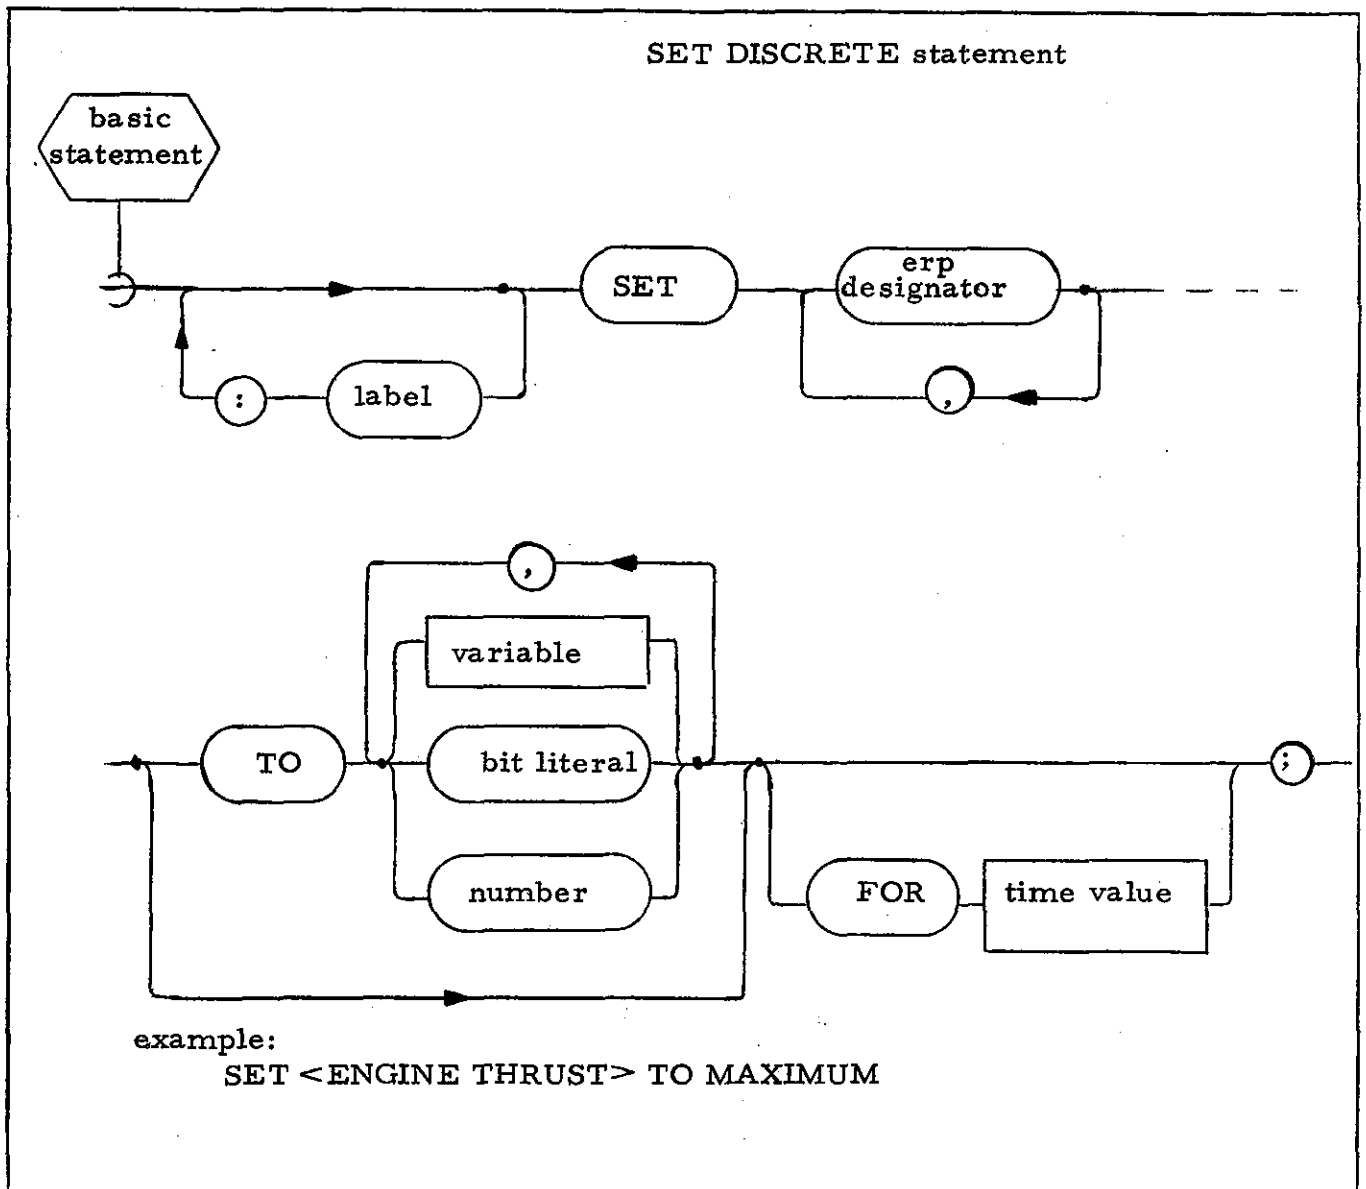 SET DISCRETE statement
basic
statement
SET
erp
designator
:
label
,
,
variable
TO
bit literal
;
number
FOR
time value
example:
SET <ENGINE THRUST> TO MAXIMUM